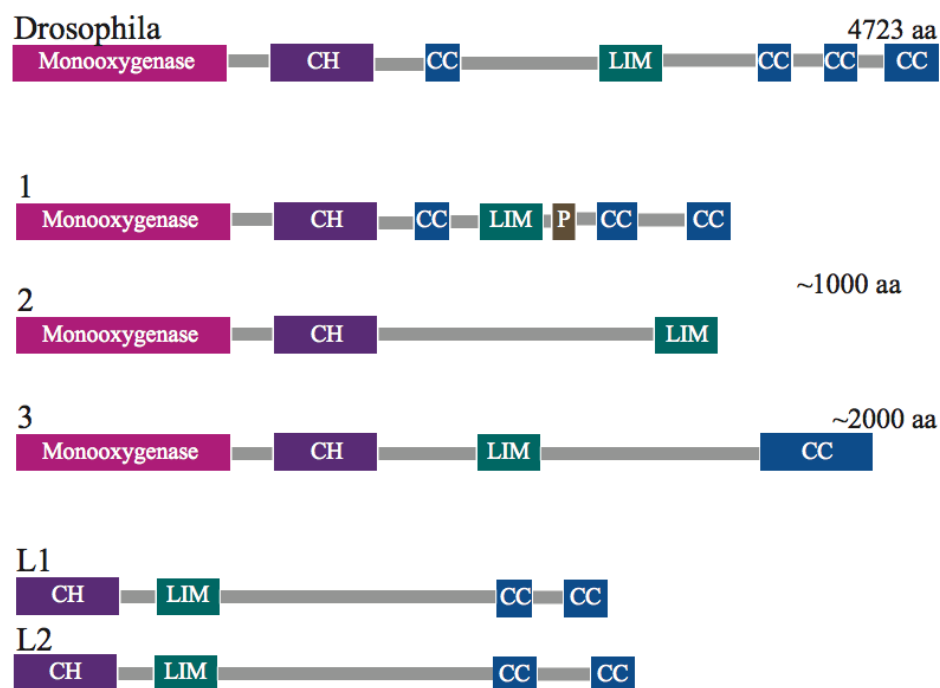 Drosophila 4723 aa
Monooxygenase CH CC LIM CC CC CC
1
Monooxygenase CH CC LIM P CC CC
~1000 aa
2
Monooxygenase CH LIM
3 ~2000 aa
Monooxygenase CH LIM CC
L1
CH LIM CC CC
L2
CH LIM CC CC